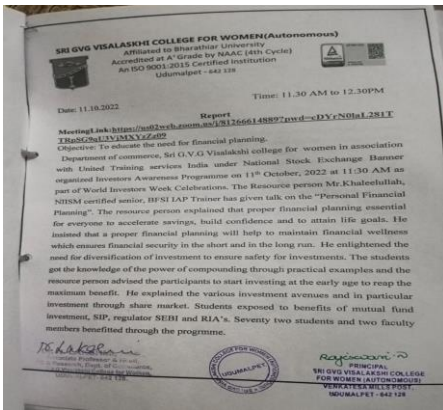 SRI GVG VISALAKSHI COLLEGE FOR WOMEN(Autonomous)
Affiliated to Bharathiar University
Accredited at A+ Grade by NAAC (4th Cycle)
An ISO 9001:2015 Certified Institution
Udumalpet - 642 128
Date: 11.10.2022
Time: 11.30 AM to 12.30PM
Report
MeetingLink:https://us02web.zoom.us/j/81266614889?pwd=
Objective: To educate the need for financial planning.
Department of commerce, Sri G.V.G Visalakshi college for women in association
with United Training services India under National Stock Exchange Banner
organized Investors Awareness Programme on 11th October, 2022 at 11:30 AM as
part of World Investors Week Celebrations. The Resource person Mr.Khaleelullah,
NIISM certified senior, BFSI IAP Trainer has given talk on the "Personal Financial
Planning". The resource person explained that proper financial planning essential
for everyone to accelerate savings, build confidence and to attain life goals. He
insisted that a proper financial planning will help to maintain financial wellness
which ensures financial security in the short and in the long run. He enlightened the
need for diversification of investment to ensure safety for investments. The students
got the knowledge of the power of compounding through practical examples and the
resource person advised the participants to start investing at the early age to reap the
maximum benefit. He explained the various investment avenues and in particular
investment through share market. Students exposed to benefits of mutual fund
investment, SIP, regulator SEBI and RIA's. Seventy two students and two faculty
members benefitted through the progrmme.
PRINCIPAL
SRI GVG VISALAKSHI COLLEGE
FOR WOMEN (AUTONOMOUS)
VENKATESA MILLS POST,
UDUMALPET - 642 128
UDUMALPET